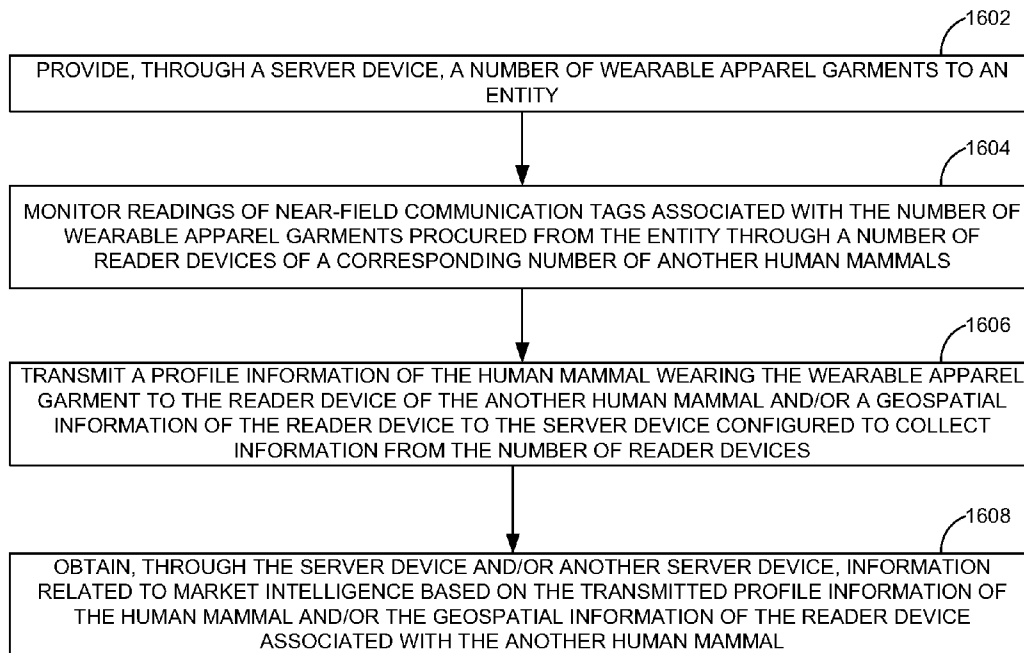 1602
PROVIDE, THROUGH A SERVER DEVICE, A NUMBER OF WEARABLE APPAREL GARMENTS TO AN
ENTITY
1604
MONITOR READINGS OF NEAR-FIELD COMMUNICATION TAGS ASSOCIATED WITH THE NUMBER OF
WEARABLE APPAREL GARMENTS PROCURED FROM THE ENTITY THROUGH A NUMBER OF
READER DEVICES OF A CORRESPONDING NUMBER OF ANOTHER HUMAN MAMMALS
1606
TRANSMIT A PROFILE INFORMATION OF THE HUMAN MAMMAL WEARING THE WEARABLE APPAREL
GARMENT TO THE READER DEVICE OF THE ANOTHER HUMAN MAMMAL AND/OR A GEOSPATIAL
INFORMATION OF THE READER DEVICE TO THE SERVER DEVICE CONFIGURED TO COLLECT
INFORMATION FROM THE NUMBER OF READER DEVICES
1608
OBTAIN, THROUGH THE SERVER DEVICE AND/OR ANOTHER SERVER DEVICE, INFORMATION
RELATED TO MARKET INTELLIGENCE BASED ON THE TRANSMITTED PROFILE INFORMATION OF
THE HUMAN MAMMAL AND/OR THE GEOSPATIAL INFORMATION OF THE READER DEVICE
ASSOCIATED WITH THE ANOTHER HUMAN MAMMAL